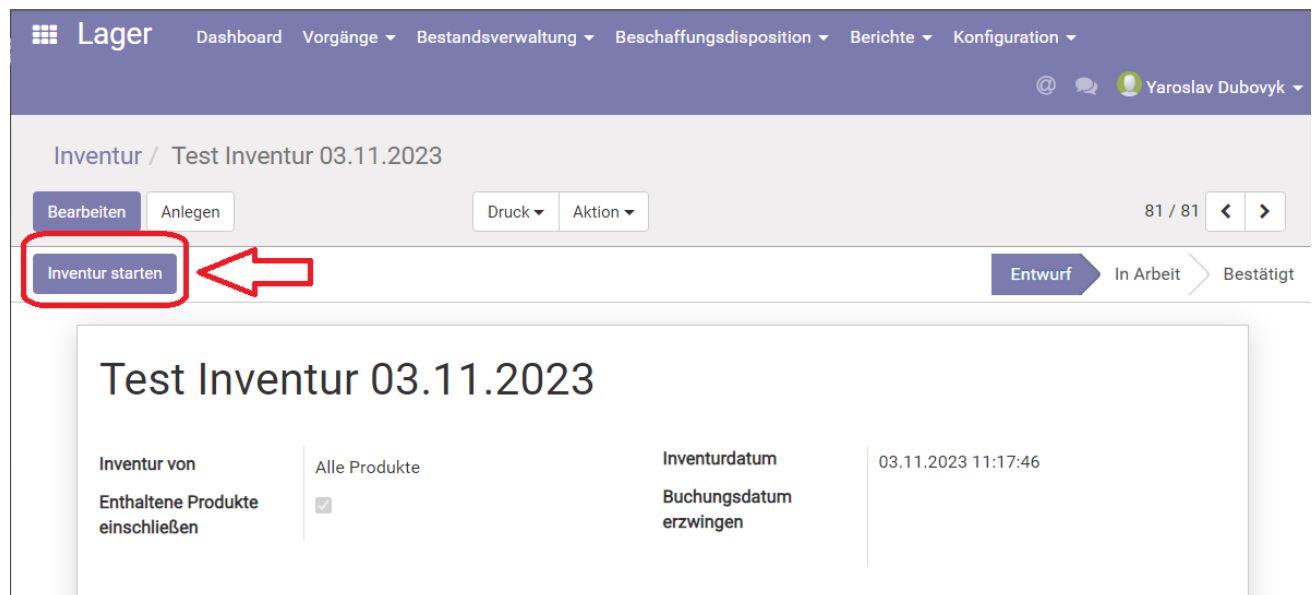 Lager Dashboard Vorgänge Bestandsverwaltung Beschaffungsdisposition Berichte Konfiguration
@ Yaroslav Dubovyk
Inventur / Test Inventur 03.11.2023
Bearbeiten Anlegen Druck Aktion 81 / 81
Inventur starten Entwurf In Arbeit Bestätigt
Test Inventur 03.11.2023
Inventur von Alle Produkte
Enthaltene Produkte
einschließen
Inventurdatum 03.11.2023 11:17:46
Buchungsdatum
erzwingen